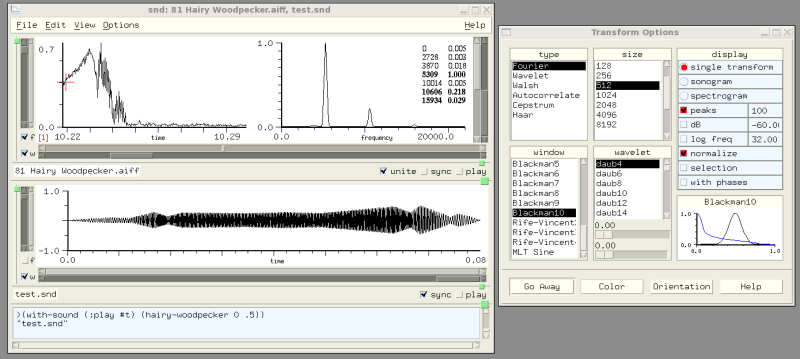 snd: 81 Hairy Woodpecker.aiff, test.snd
File Edit View Options Help
0.7
0.0
[1] 10.22 time 10.29
1.0
0.0
0.0 frequency 20000.0
0 0.005
2728 0.003
3870 0.018
5309 1.000
10014 0.005
10606 0.218
15934 0.029
f
w
81 Hairy Woodpecker.aiff
unite sync play
1.0
-1.0
0.0 time 0.08
f
w
test.snd
sync play
>(with-sound (:play #t) (hairy-woodpecker 0 .5))
"test.snd"
Transform Options
type
Fourier
Wavelet
Walsh
Autocorrelate
Cepstrum
Haar
size
128
256
512
1024
2048
4096
8192
display
single transform
sonogram
spectrogram
peaks 100
dB -60.0
log freq 32.00
normalize
selection
with phases
window
Blackman5
Blackman6
Blackman7
Blackman8
Blackman9
Blackman10
Rife-Vincent
Rife-Vincent
Rife-Vincent
MLT Sine
wavelet
daub4
daub6
daub8
daub10
daub12
daub14
0.00
0.00
Blackman10
1.0
0.0
0.0 1.0
Go Away Color Orientation Help